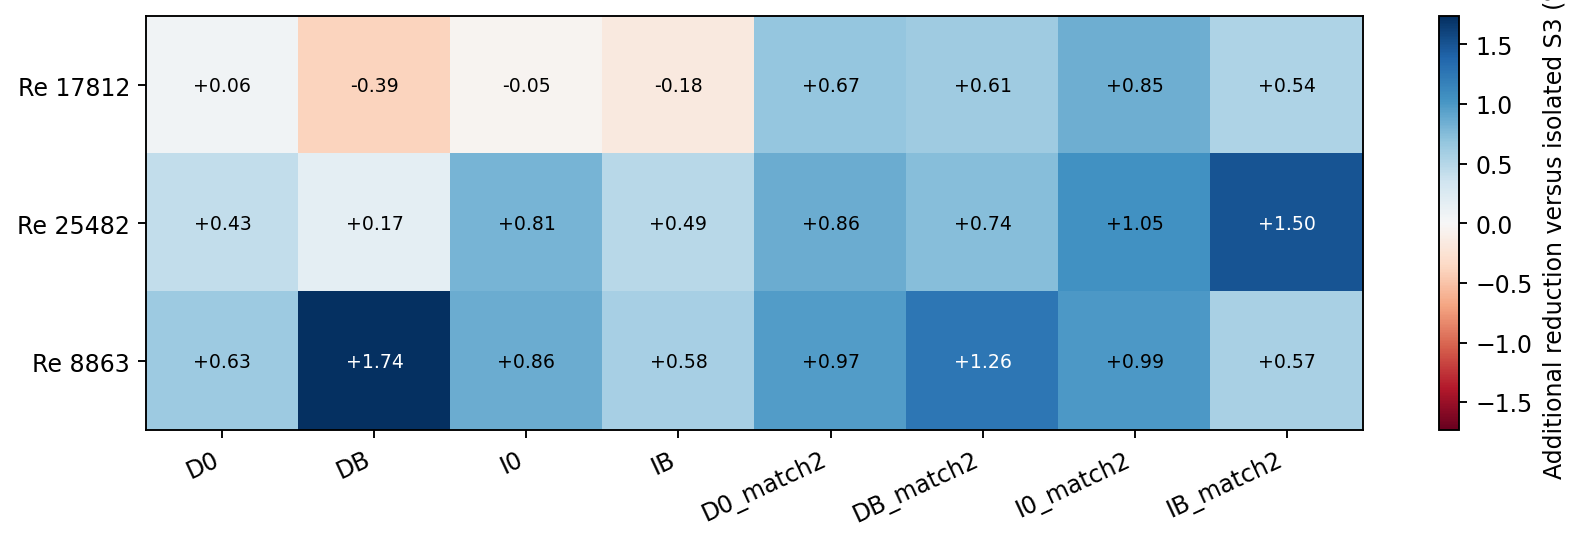 Re 17812
+0.06
-0.39
-0.05
-0.18
+0.67
+0.61
+0.85
+0.54
Re 25482
+0.43
+0.17
+0.81
+0.49
+0.86
+0.74
+1.05
+1.50
Re 8863
+0.63
+1.74
+0.86
+0.58
+0.97
+1.26
+0.99
+0.57
D0
DB
I0
IB
D0_match2
DB_match2
I0_match2
IB_match2
1.5
1.0
0.5
0.0
−0.5
−1.0
−1.5
Additional reduction versus isolated S3 (